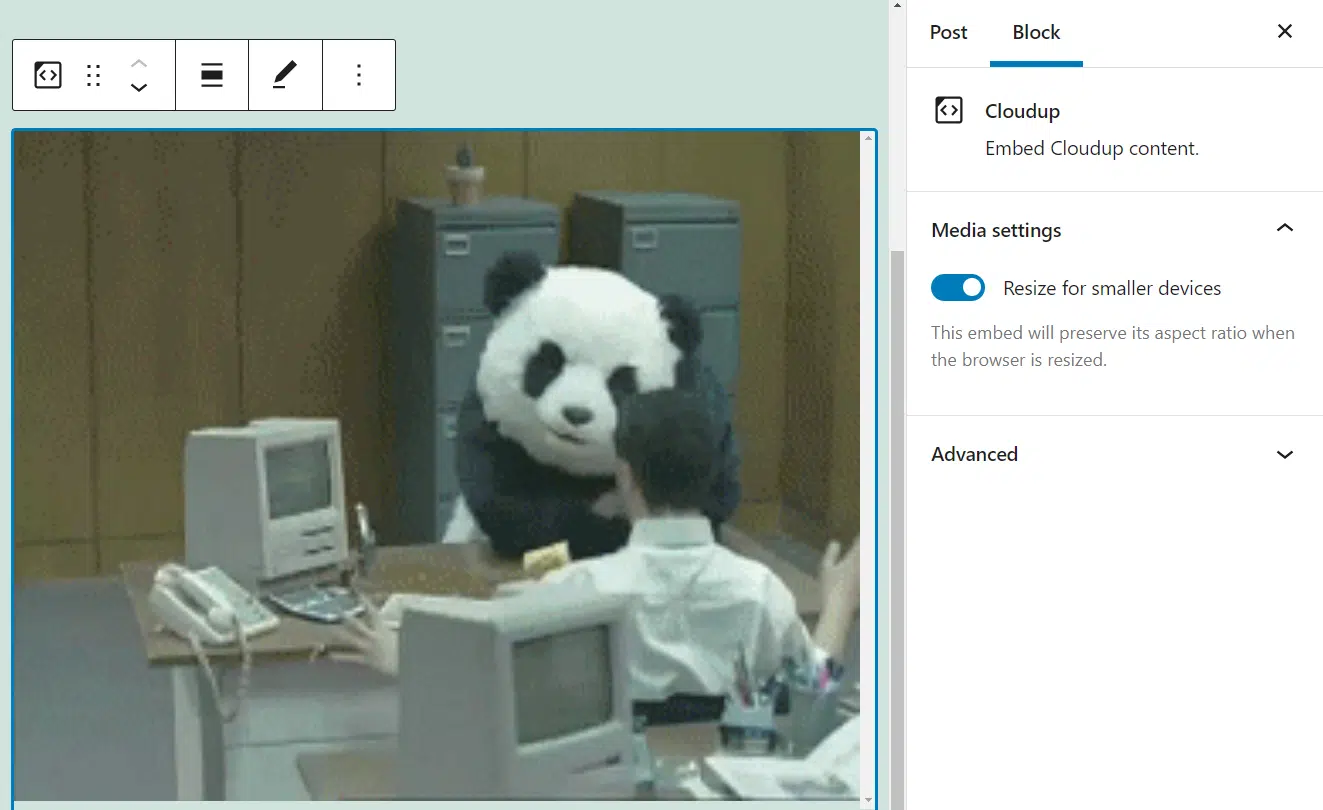 Post
Block
Cloudup
Embed Cloudup content.
Media settings
Resize for smaller devices
This embed will preserve its aspect ratio when
the browser is resized.
Advanced